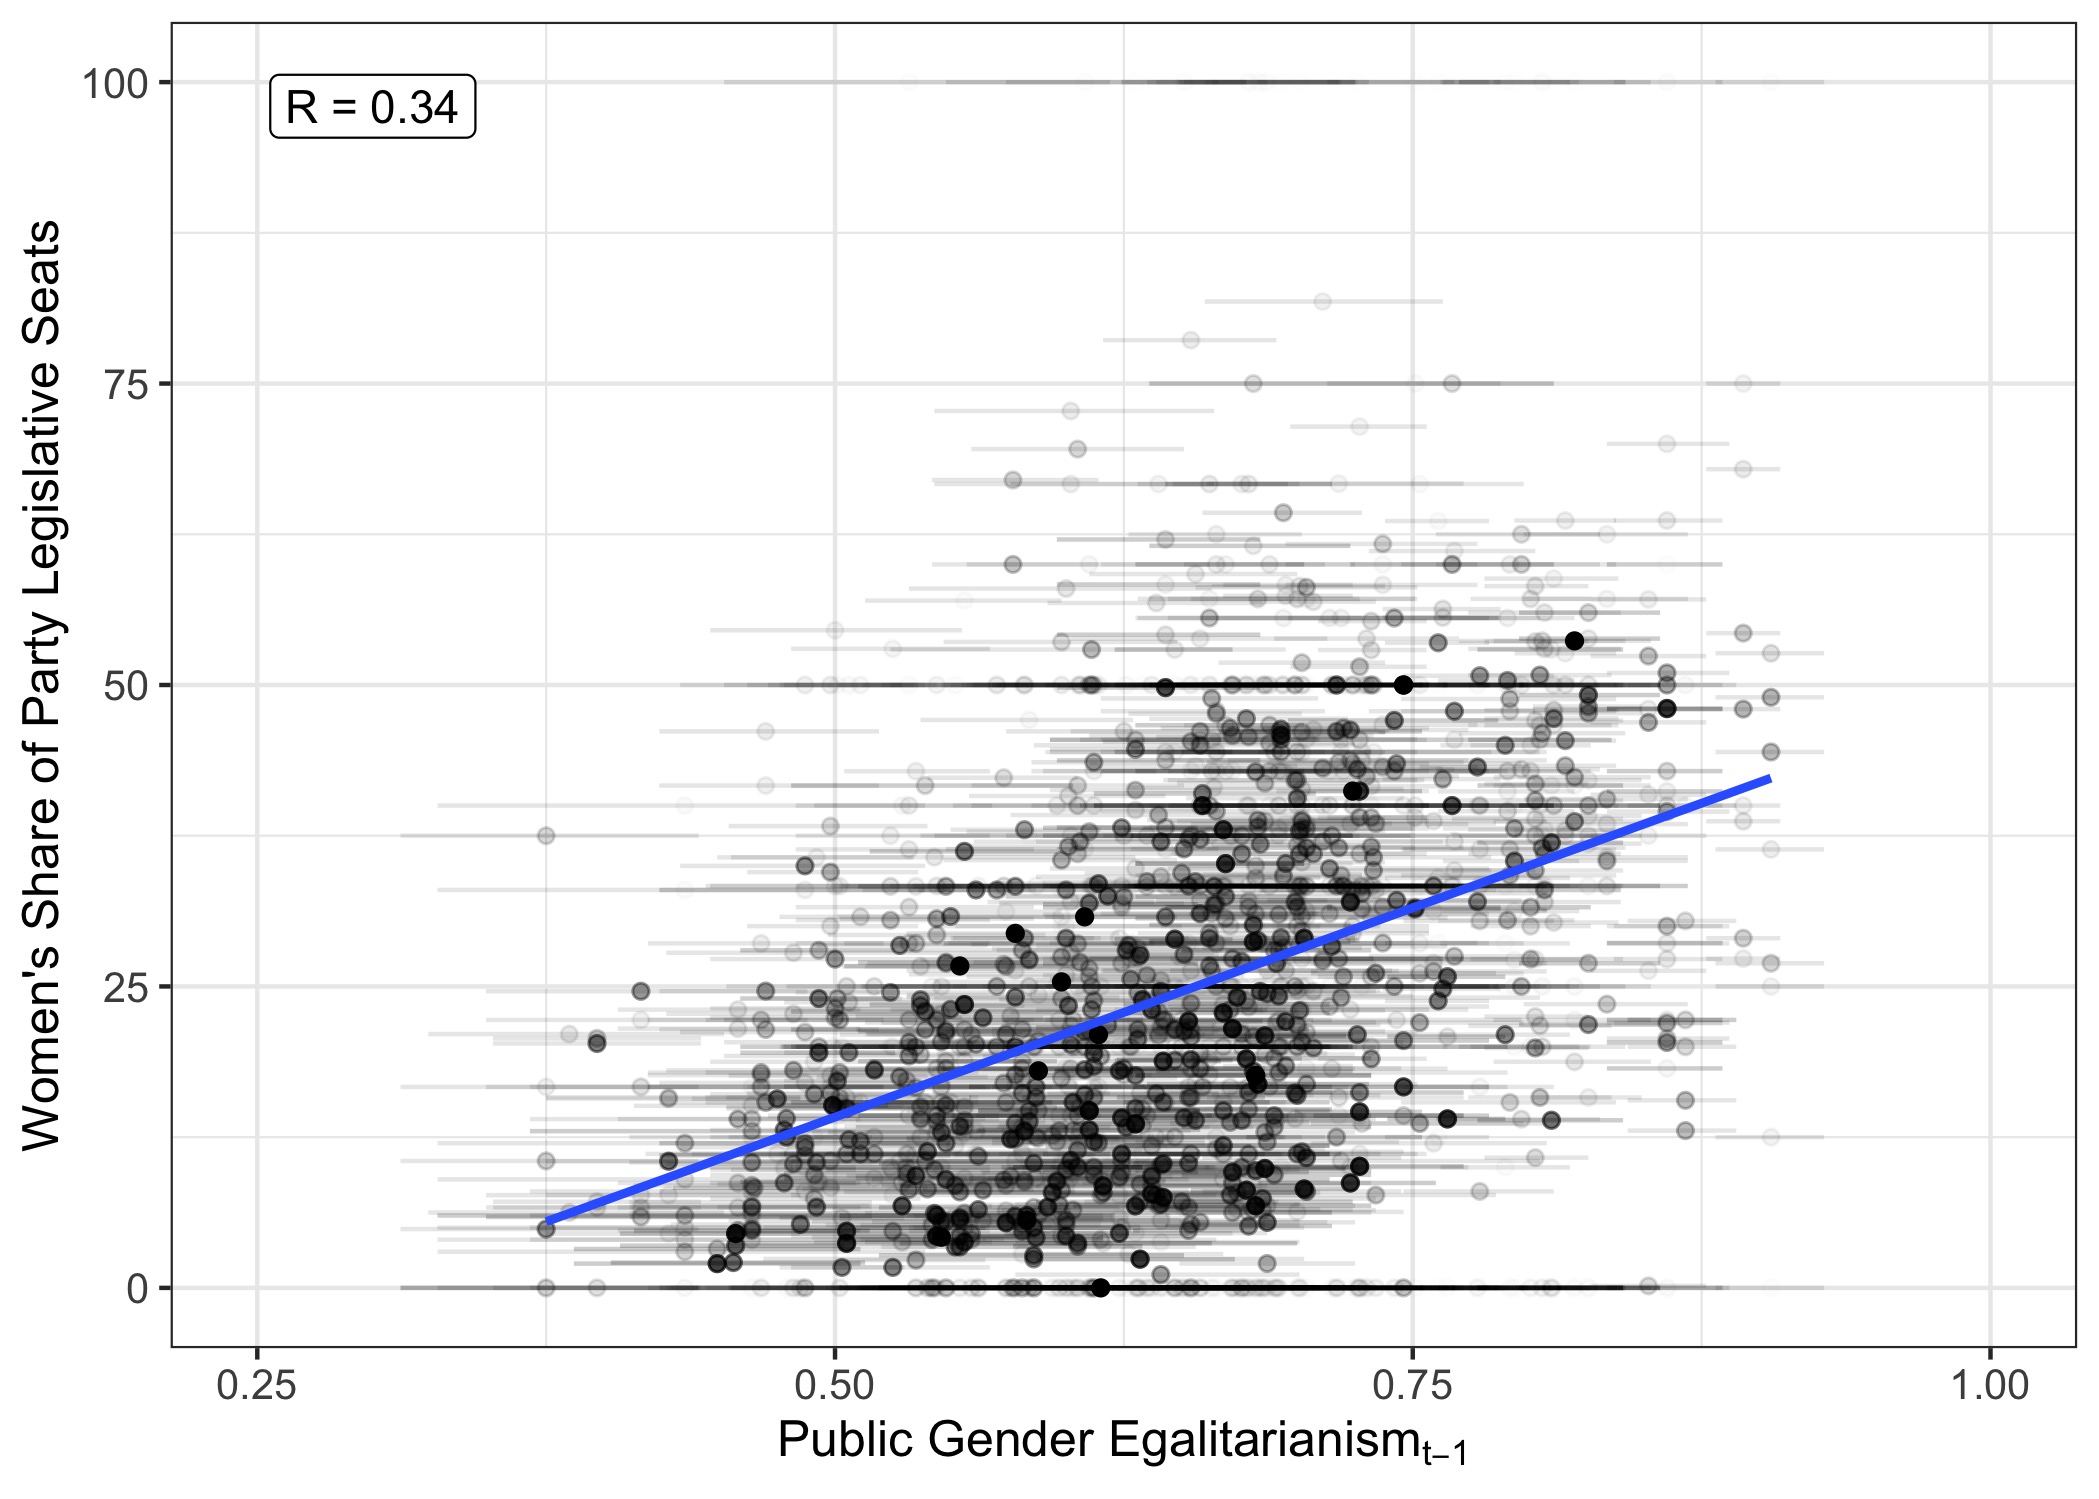 R = 0.34
Women's Share of Party Legislative Seats
100
75
50
25
0
0.25 0.50 0.75 1.00
Public Gender Egalitarianismt−1